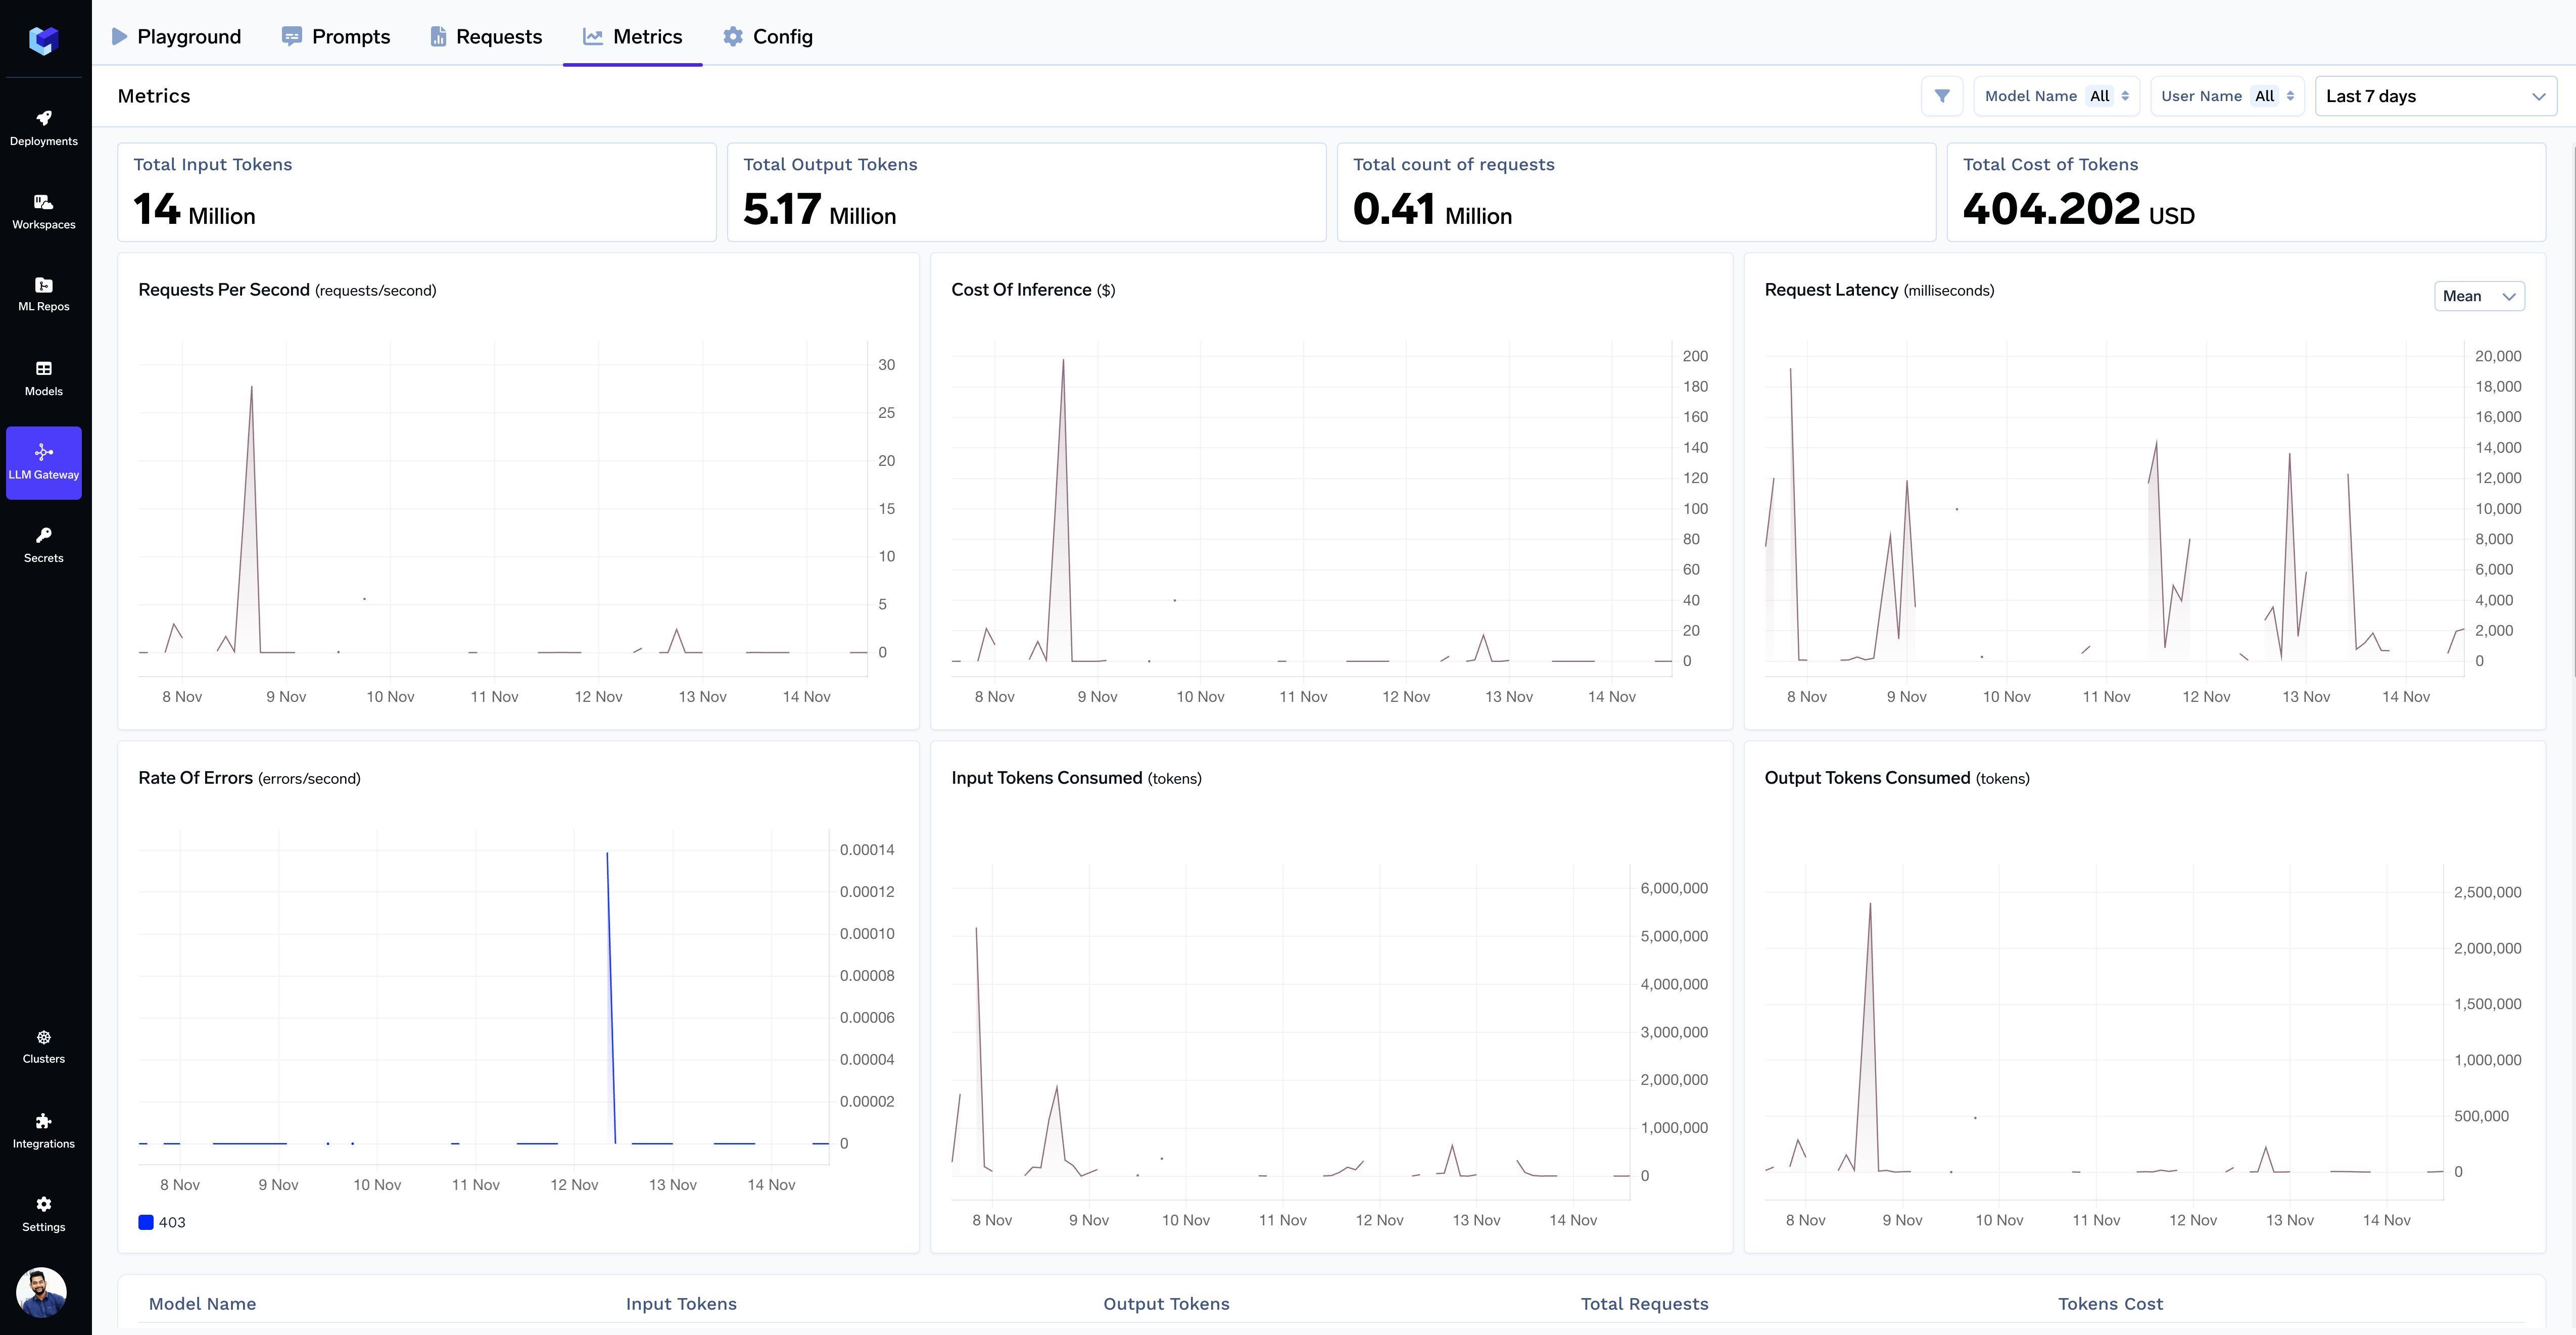 Playground
Prompts
Requests
Metrics
Config
Deployments
Workspaces
ML Repos
Models
LLM Gateway
Secrets
Clusters
Integrations
Settings
Metrics
Model Name All
User Name All
Last 7 days
Total Input Tokens
14 Million
Total Output Tokens
5.17 Million
Total count of requests
0.41 Million
Total Cost of Tokens
404.202 USD
Requests Per Second (requests/second)
30
25
20
15
10
5
0
8 Nov 9 Nov 10 Nov 11 Nov 12 Nov 13 Nov 14 Nov
Cost Of Inference ($)
200
180
160
140
120
100
80
60
40
20
0
8 Nov 9 Nov 10 Nov 11 Nov 12 Nov 13 Nov 14 Nov
Request Latency (milliseconds)
Mean
20,000
18,000
16,000
14,000
12,000
10,000
8,000
6,000
4,000
2,000
0
8 Nov 9 Nov 10 Nov 11 Nov 12 Nov 13 Nov 14 Nov
Rate Of Errors (errors/second)
0.00014
0.00012
0.00010
0.00008
0.00006
0.00004
0.00002
0
8 Nov 9 Nov 10 Nov 11 Nov 12 Nov 13 Nov 14 Nov
403
Input Tokens Consumed (tokens)
6,000,000
5,000,000
4,000,000
3,000,000
2,000,000
1,000,000
0
8 Nov 9 Nov 10 Nov 11 Nov 12 Nov 13 Nov 14 Nov
Output Tokens Consumed (tokens)
2,500,000
2,000,000
1,500,000
1,000,000
500,000
0
8 Nov 9 Nov 10 Nov 11 Nov 12 Nov 13 Nov 14 Nov
Model Name Input Tokens Output Tokens Total Requests Tokens Cost